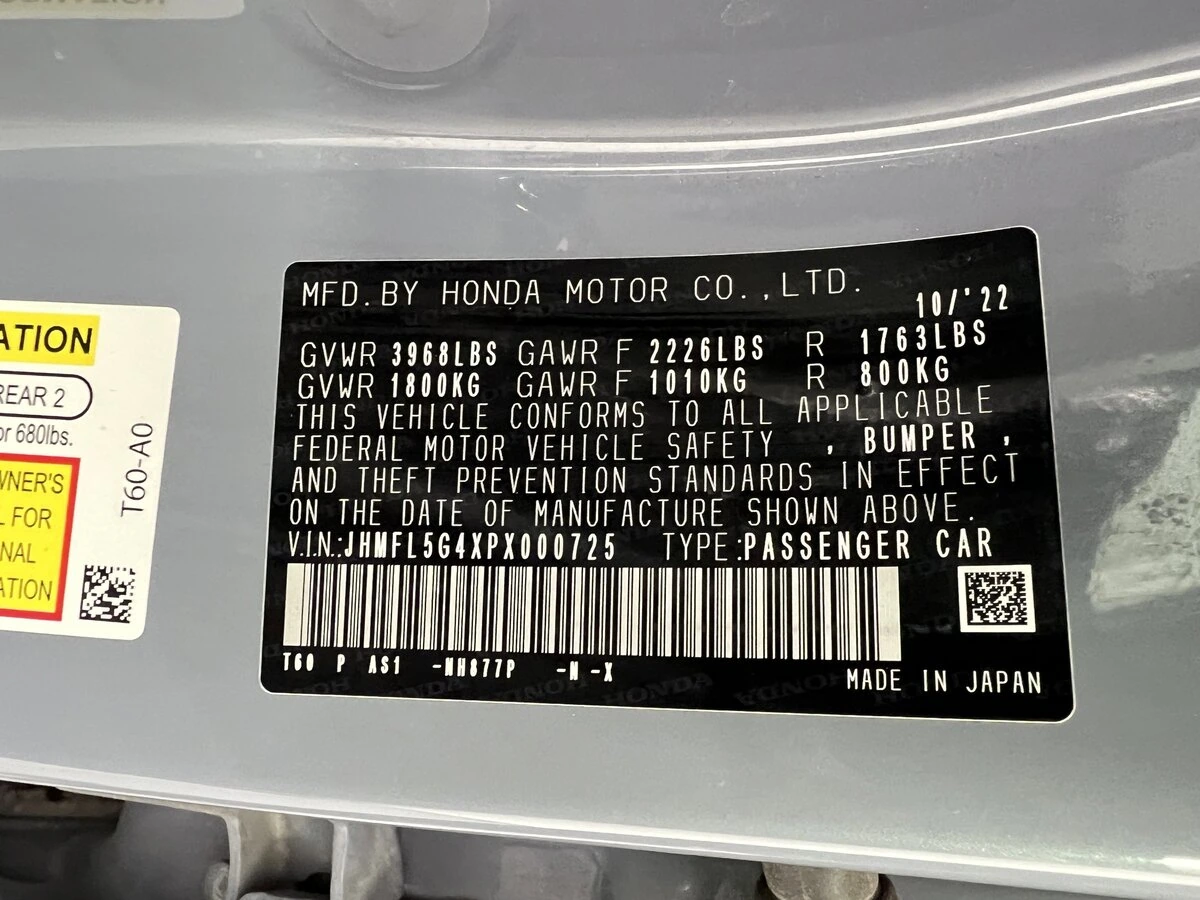 MFD. BY HONDA MOTOR CO., LTD.
10/'22
GVWR 3968LBS GAWR F 2226LBS R 1763LBS
GVWR 1800KG GAWR F 1010KG R 800KG
THIS VEHICLE CONFORMS TO ALL APPLICABLE
FEDERAL MOTOR VEHICLE SAFETY , BUMPER ,
AND THEFT PREVENTION STANDARDS IN EFFECT
ON THE DATE OF MANUFACTURE SHOWN ABOVE.
V.I.N.:JHMFL5G4XPX000725 TYPE:PASSENGER CAR
T60 P AS1 -NH877P -N -X
MADE IN JAPAN
ATION
REAR 2
or 680lbs.
WNER'S
L FOR
NAL
ATION
T60-A0